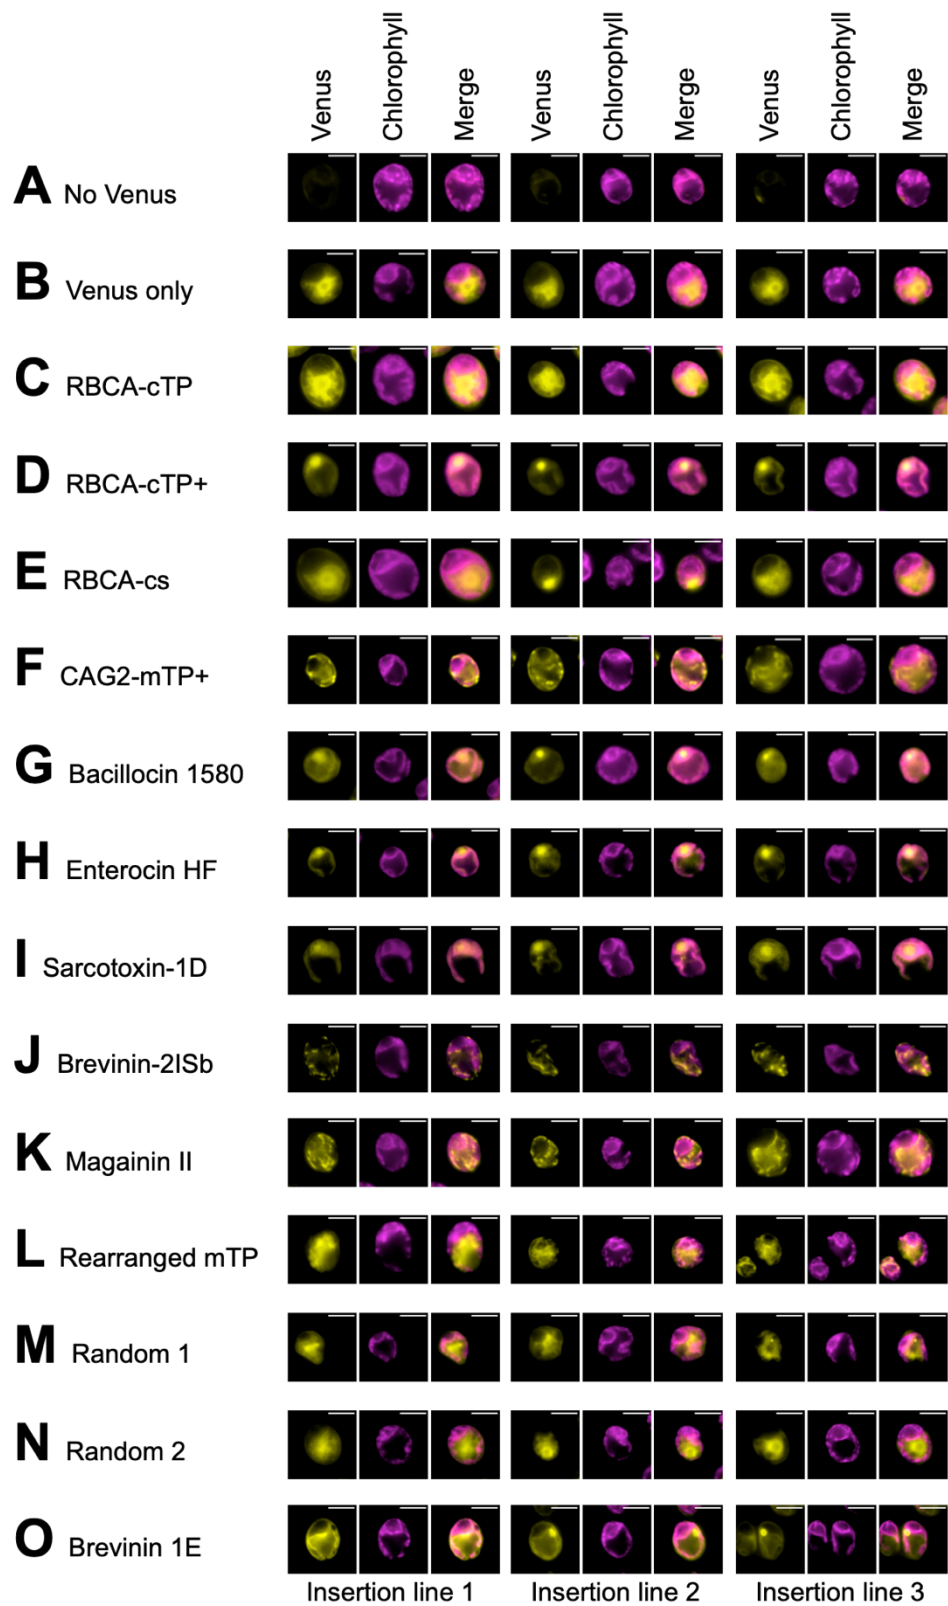 Venus Chlorophyll Merge Venus Chlorophyll Merge Venus Chlorophyll Merge
A No Venus
B Venus only
C RBCA-cTP
D RBCA-cTP+
E RBCA-cs
F CAG2-mTP+
G Bacillocin 1580
H Enterocin HF
I Sarcotoxin-1D
J Brevinin-2ISb
K Magainin II
L Rearranged mTP
M Random 1
N Random 2
O Brevinin 1E
Insertion line 1 Insertion line 2 Insertion line 3